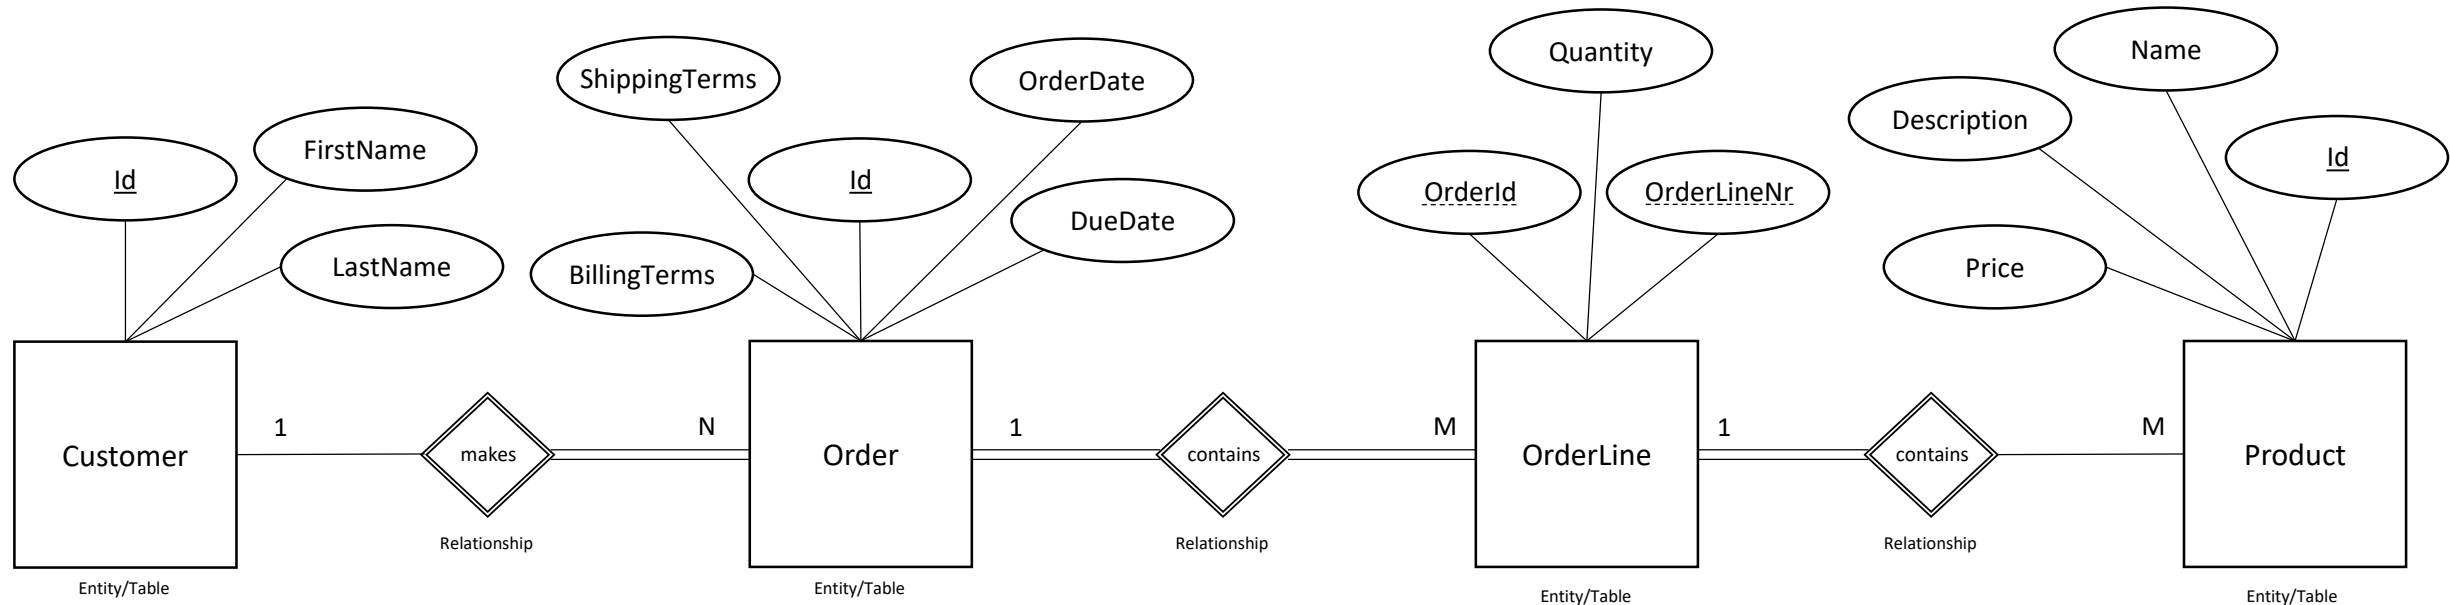 Id
FirstName
LastName
ShippingTerms
OrderDate
Id
DueDate
BillingTerms
Quantity
OrderId
OrderLineNr
Name
Description
Id
Price
Customer
1
makes
N
Order
1
contains
M
OrderLine
1
contains
M
Product
Relationship
Relationship
Relationship
Entity/Table
Entity/Table
Entity/Table
Entity/Table